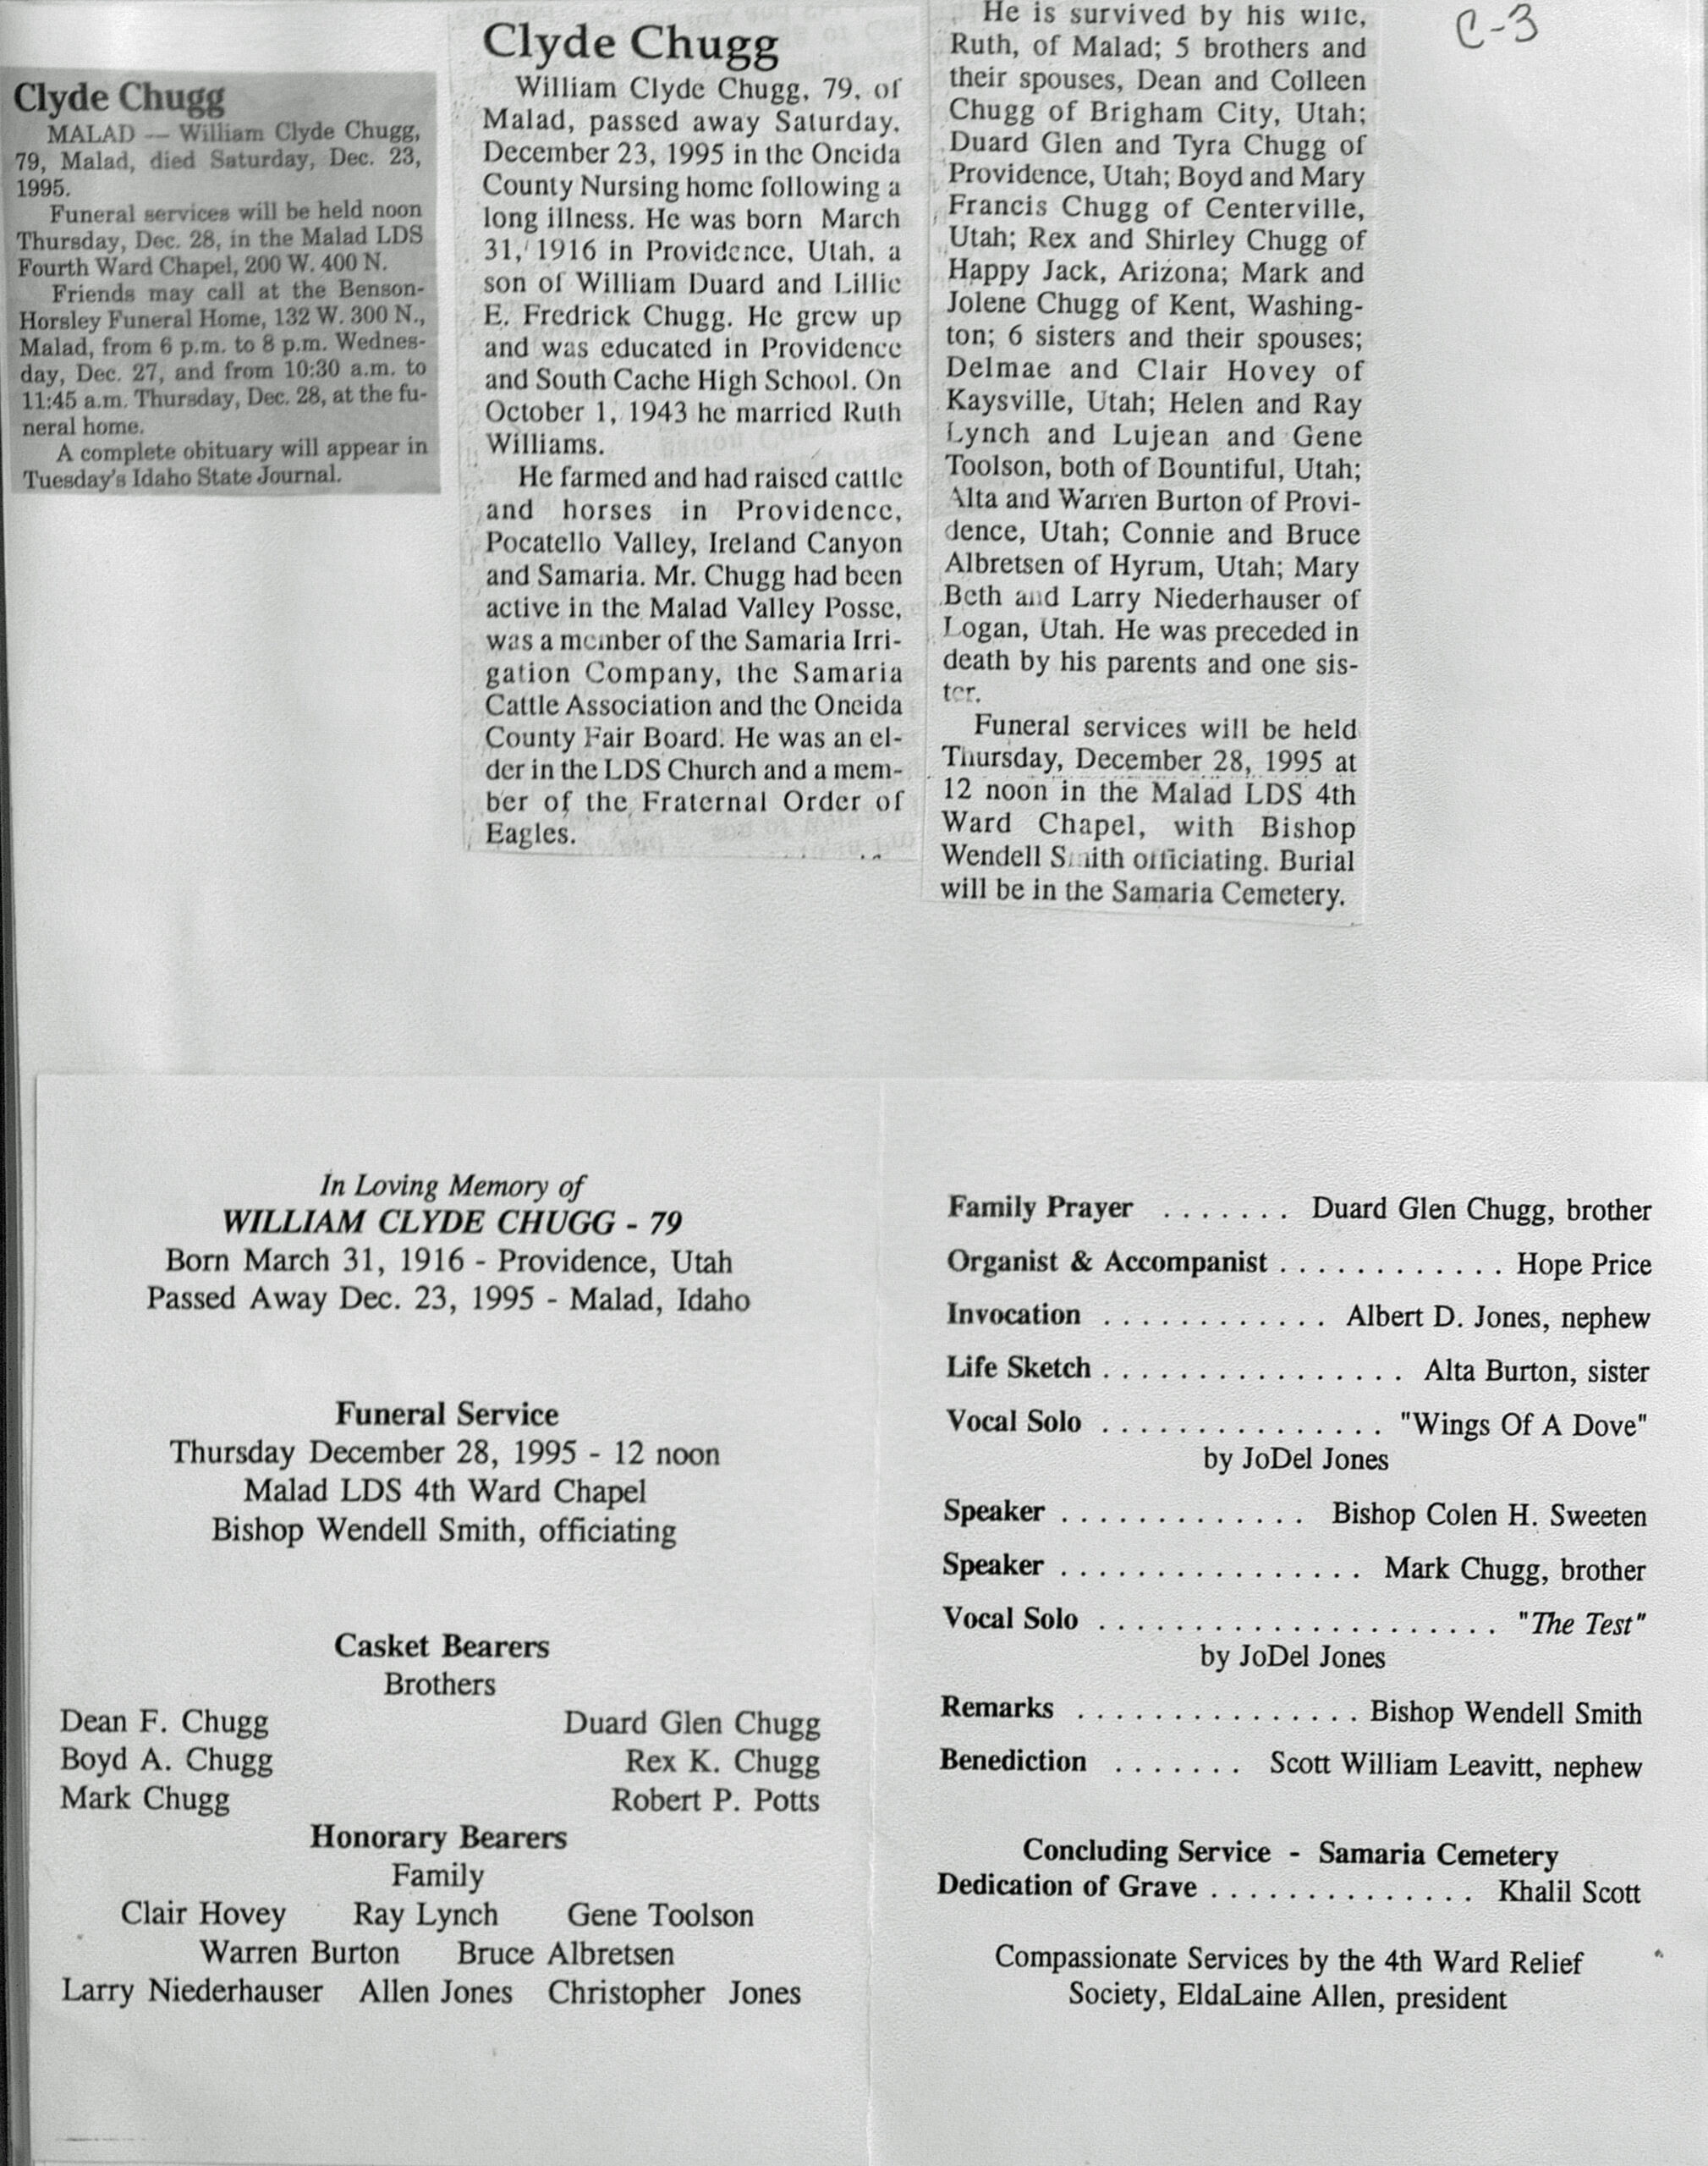 C-3
Clyde Chugg
MALAD — William Clyde Chugg,
79, Malad, died Saturday, Dec. 23,
1995.
Funeral services will be held noon
Thursday, Dec. 28, in the Malad LDS
Fourth Ward Chapel, 200 W. 400 N.
Friends may call at the Benson-
Horsley Funeral Home, 132 W. 300 N.,
Malad, from 6 p.m. to 8 p.m. Wednes-
day, Dec. 27, and from 10:30 a.m. to
11:45 a.m. Thursday, Dec. 28, at the fu-
neral home.
A complete obituary will appear in
Tuesday's Idaho State Journal.
Clyde Chugg
William Clyde Chugg, 79, of
Malad, passed away Saturday,
December 23, 1995 in the Oneida
County Nursing home following a
long illness. He was born March
31, 1916 in Providence, Utah, a
son of William Duard and Lillie
E. Fredrick Chugg. He grew up
and was educated in Providence
and South Cache High School. On
October 1, 1943 he married Ruth
Williams.
He farmed and had raised cattle
and horses in Providence,
Pocatello Valley, Ireland Canyon
and Samaria. Mr. Chugg had been
active in the Malad Valley Posse,
was a member of the Samaria Irri-
gation Company, the Samaria
Cattle Association and the Oneida
County Fair Board. He was an el-
der in the LDS Church and a mem-
ber of the Fraternal Order of
Eagles.
He is survived by his wife,
Ruth, of Malad; 5 brothers and
their spouses, Dean and Colleen
Chugg of Brigham City, Utah;
Duard Glen and Tyra Chugg of
Providence, Utah; Boyd and Mary
Francis Chugg of Centerville,
Utah; Rex and Shirley Chugg of
Happy Jack, Arizona; Mark and
Jolene Chugg of Kent, Washing-
ton; 6 sisters and their spouses;
Delmae and Clair Hovey of
Kaysville, Utah; Helen and Ray
Lynch and Lujean and Gene
Toolson, both of Bountiful, Utah;
Alta and Warren Burton of Provi-
dence, Utah; Connie and Bruce
Albretsen of Hyrum, Utah; Mary
Beth and Larry Niederhauser of
Logan, Utah. He was preceded in
death by his parents and one sis-
ter.
Funeral services will be held
Thursday, December 28, 1995 at
12 noon in the Malad LDS 4th
Ward Chapel, with Bishop
Wendell Smith officiating. Burial
will be in the Samaria Cemetery.
In Loving Memory of
WILLIAM CLYDE CHUGG - 79
Born March 31, 1916 - Providence, Utah
Passed Away Dec. 23, 1995 - Malad, Idaho
Funeral Service
Thursday December 28, 1995 - 12 noon
Malad LDS 4th Ward Chapel
Bishop Wendell Smith, officiating
Casket Bearers
Brothers
Dean F. Chugg Duard Glen Chugg
Boyd A. Chugg Rex K. Chugg
Mark Chugg Robert P. Potts
Honorary Bearers
Family
Clair Hovey Ray Lynch Gene Toolson
Warren Burton Bruce Albretsen
Larry Niederhauser Allen Jones Christopher Jones
Family Prayer . . . . . . . Duard Glen Chugg, brother
Organist & Accompanist . . . . . . . . . . . . Hope Price
Invocation . . . . . . . . . . . . Albert D. Jones, nephew
Life Sketch . . . . . . . . . . . . . . . . Alta Burton, sister
Vocal Solo . . . . . . . . . . . . . . . "Wings Of A Dove"
by JoDel Jones
Speaker . . . . . . . . . . . . . Bishop Colen H. Sweeten
Speaker . . . . . . . . . . . . . . . . Mark Chugg, brother
Vocal Solo . . . . . . . . . . . . . . . . . . . . . "The Test"
by JoDel Jones
Remarks . . . . . . . . . . . . . . . Bishop Wendell Smith
Benediction . . . . . . . Scott William Leavitt, nephew
Concluding Service - Samaria Cemetery
Dedication of Grave . . . . . . . . . . . . . . Khalil Scott
Compassionate Services by the 4th Ward Relief
Society, EldaLaine Allen, president